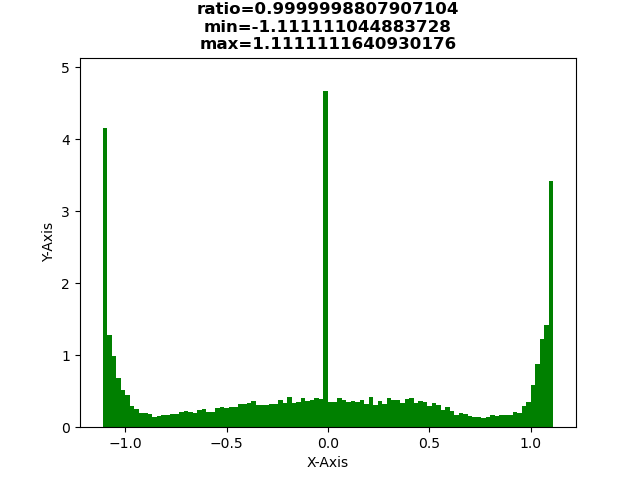 ratio=0.9999998807907104
min=-1.111111044883728
max=1.1111111640930176
5
4
3
2
1
0
Y-Axis
−1.0 −0.5 0.0 0.5 1.0
X-Axis